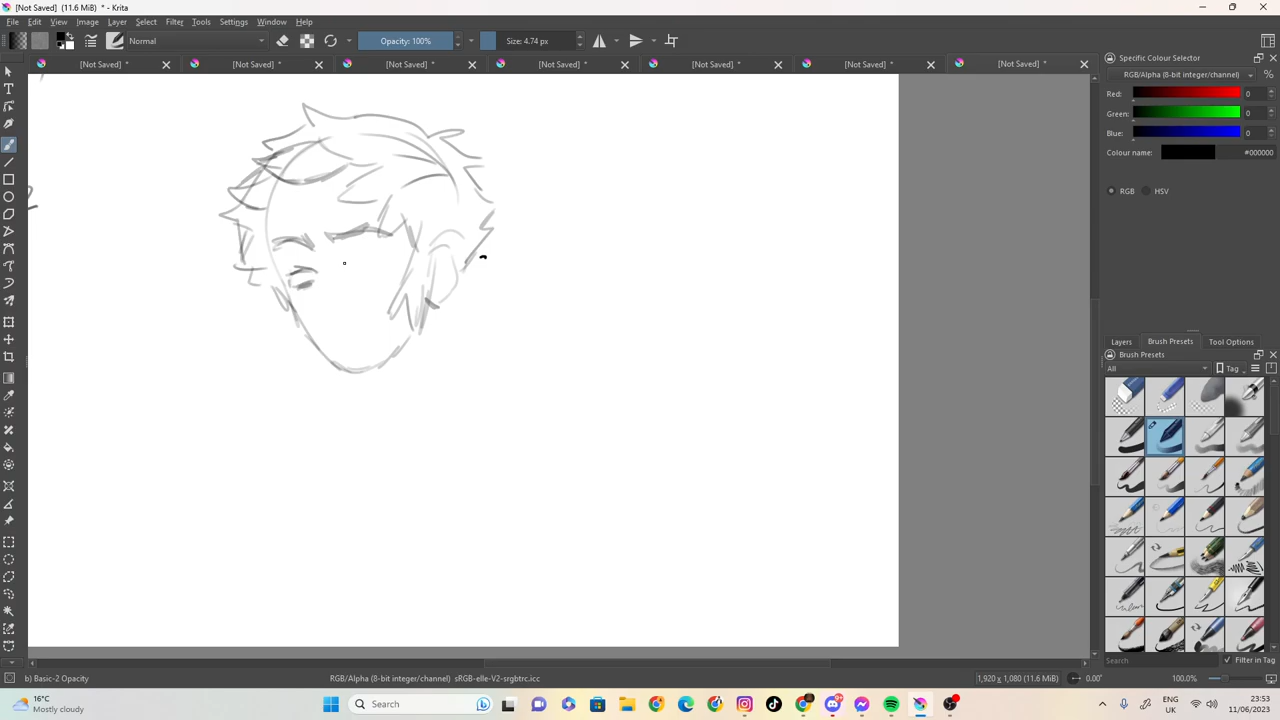 [Not Saved] (11.6 MiB) * - Krita
File Edit View Image Layer Select Filter Tools Settings Window Help
Normal Opacity: 100% Size: 4.74 px
[Not Saved] * [Not Saved] * [Not Saved] * [Not Saved] * [Not Saved] * [Not Saved] * [Not Saved] *
Specific Colour Selector
RGB/Alpha (8-bit integer/channel) %
Red: 0
Green: 0
Blue: 0
Colour name: #000000
RGB HSV
Layers Brush Presets Tool Options
Brush Presets
All Tag
Search Filter in Tag
b) Basic-2 Opacity RGB/Alpha (8-bit integer/channel) sRGB-elle-V2-srgbtrc.icc 1,920 x 1,080 (11.6 MiB) 0.00° 100.0%
16°C
Mostly cloudy
Search
ENG
UK
23:53
11/06/2023